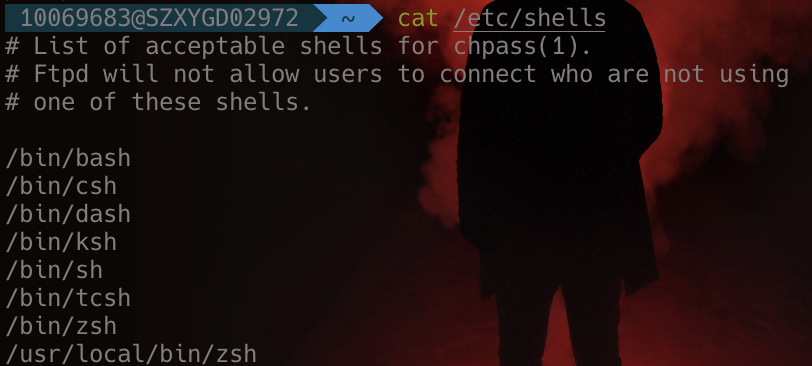 10069683@SZXYGD02972 ~ cat /etc/shells
# List of acceptable shells for chpass(1).
# Ftpd will not allow users to connect who are not using
# one of these shells.
/bin/bash
/bin/csh
/bin/dash
/bin/ksh
/bin/sh
/bin/tcsh
/bin/zsh
/usr/local/bin/zsh